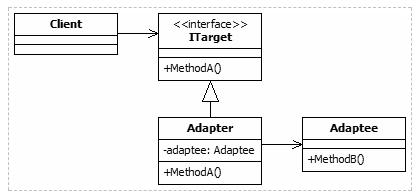 Client
<<interface>>
ITarget
+MethodA()
Adapter
-adaptee: Adaptee
+MethodA()
Adaptee
+MethodB()